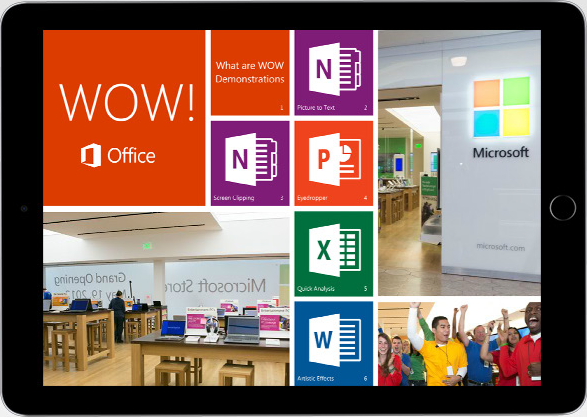 WOW!
Office
What are WOW
Demonstrations
1
N
Picture to Text
2
N
Screen Clipping
3
P
Eyedropper
4
X
Quick Analysis
5
W
Artistic Effects
6
Microsoft
microsoft.com
Grand Opening
Microsoft Stor